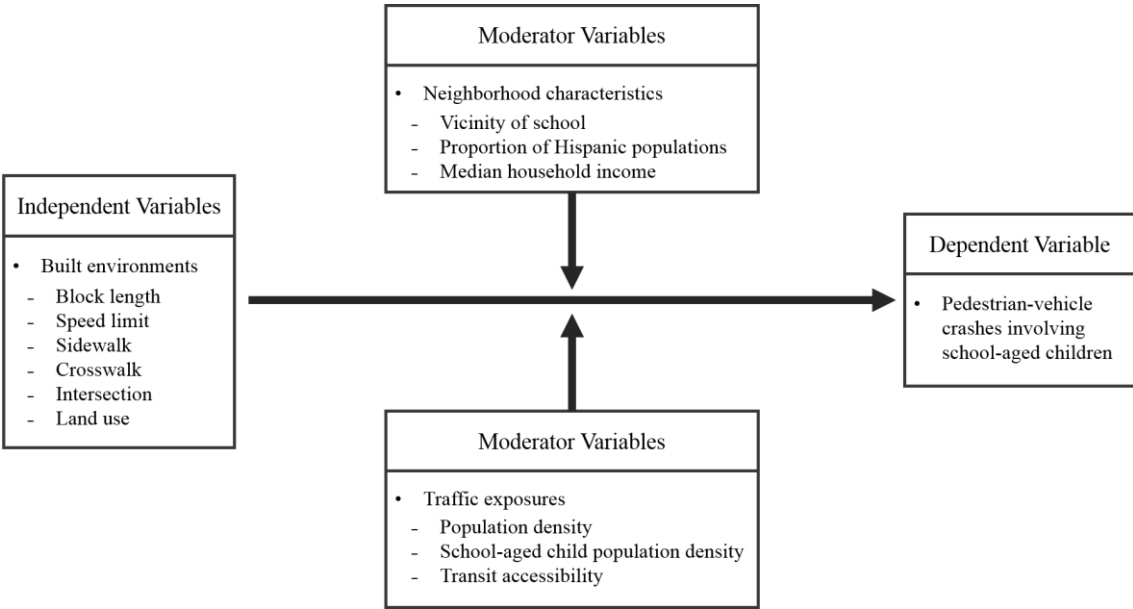 Moderator Variables
• Neighborhood characteristics
- Vicinity of school
- Proportion of Hispanic populations
- Median household income
Independent Variables
• Built environments
- Block length
- Speed limit
- Sidewalk
- Crosswalk
- Intersection
- Land use
Dependent Variable
• Pedestrian-vehicle
crashes involving
school-aged children
Moderator Variables
• Traffic exposures
- Population density
- School-aged child population density
- Transit accessibility